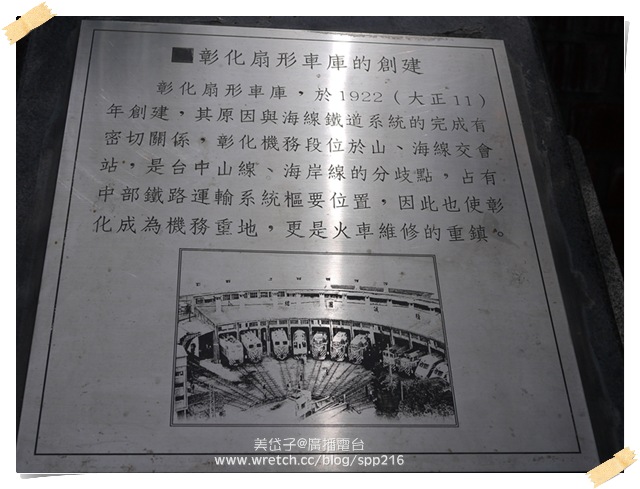 ■彰化扇形車庫的創建
彰化扇形車庫，於1922（大正11）
年創建，其原因與海線鐵道系統的完成有
密切關係，彰化機務段位於山、海線交會
站，是台中山線、海岸線的分歧點，占有
中部鐵路運輸系統樞要位置，因此也使彰
化成為機務重地，更是火車維修的重鎮。
美岱子@廣播電台
www.wretch.cc/blog/spp216